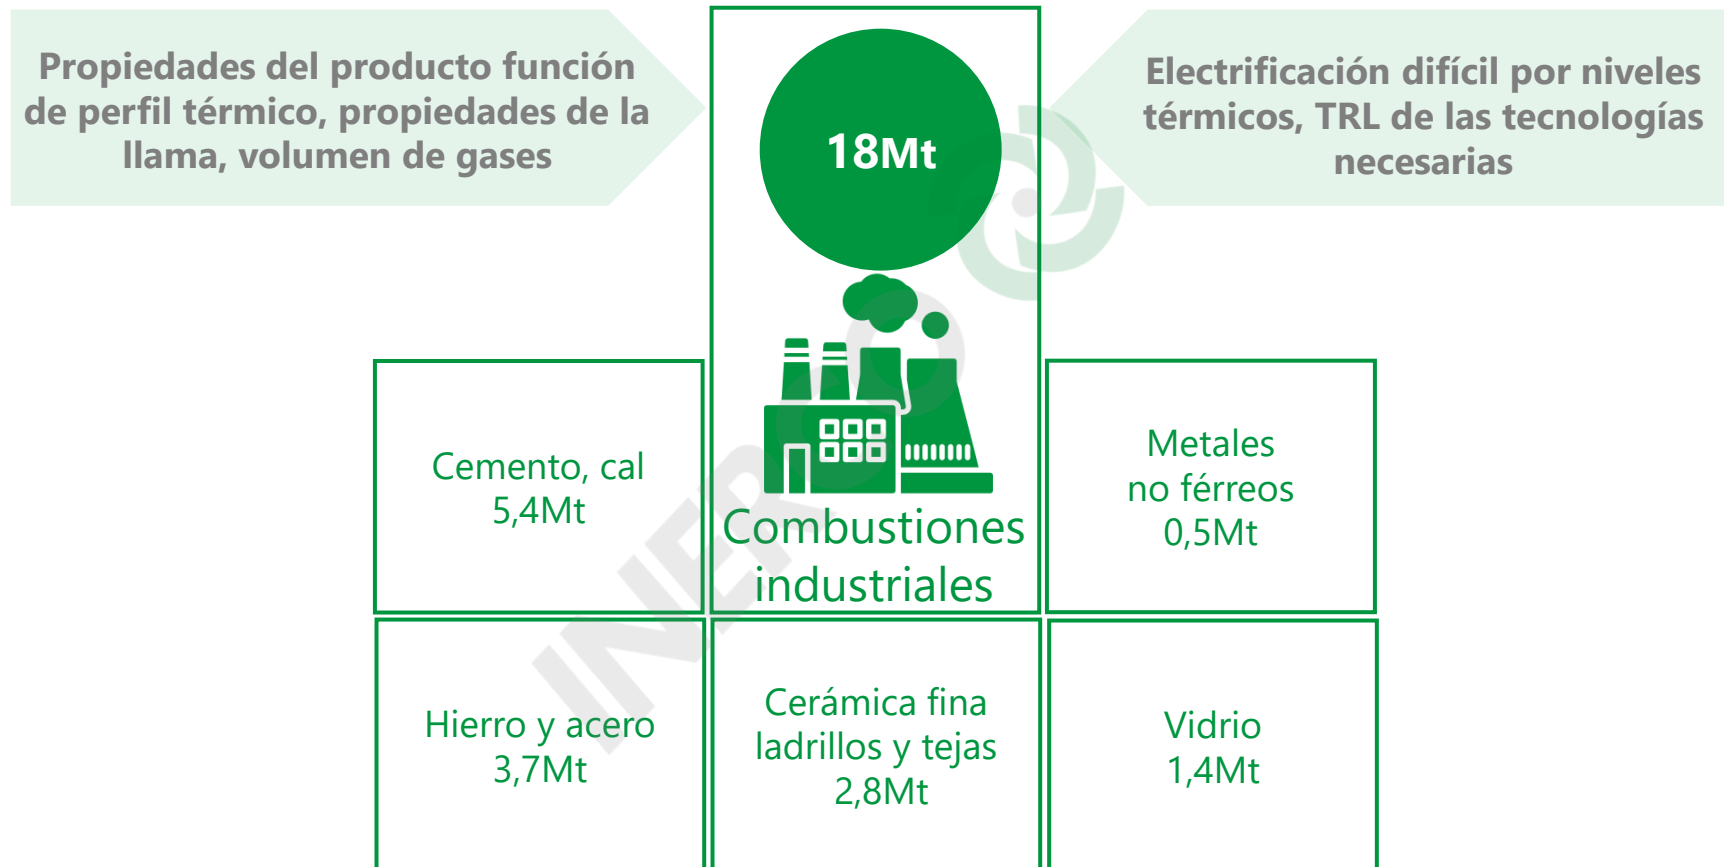 Propiedades del producto función
de perfil térmico, propiedades de la
llama, volumen de gases
18Mt
Electrificación difícil por niveles
térmicos, TRL de las tecnologías
necesarias
Combustiones
industriales
Cemento, cal
5,4Mt
Metales
no férreos
0,5Mt
Hierro y acero
3,7Mt
Cerámica fina
ladrillos y tejas
2,8Mt
Vidrio
1,4Mt
INERCO